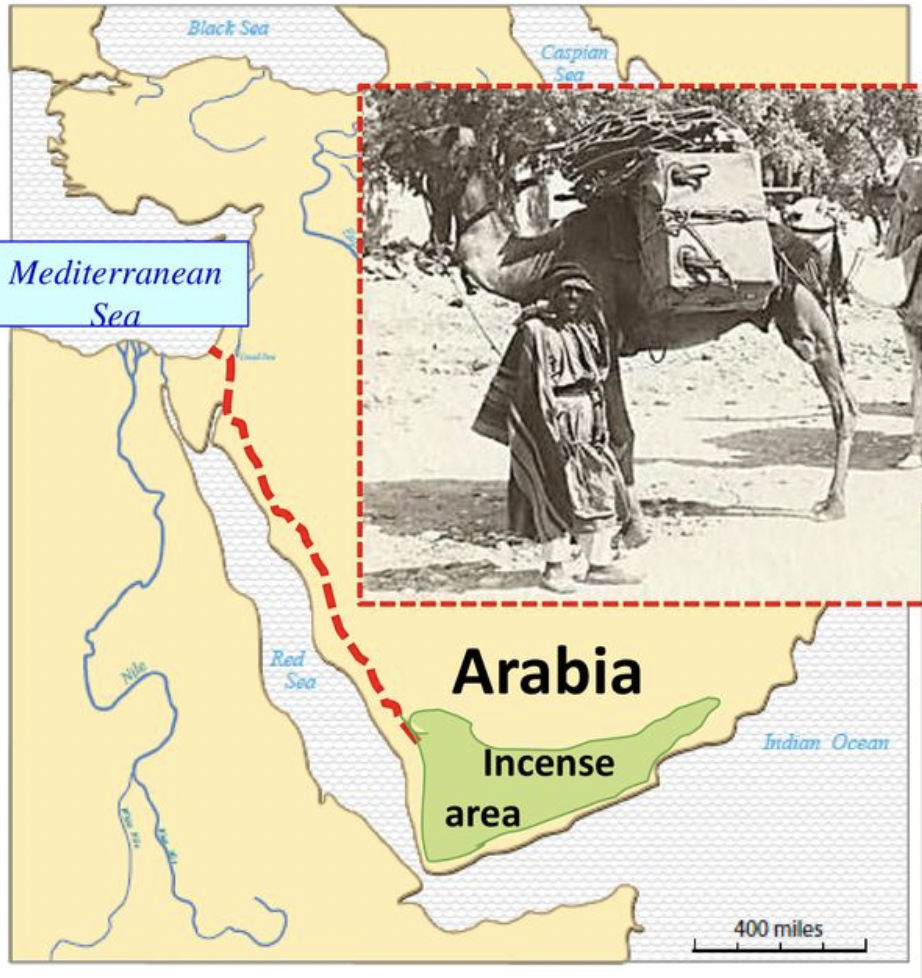 Black Sea
Caspian
Sea
Mediterranean
Sea
Nile
Red
Sea
Arabia
Incense
area
Indian Ocean
400 miles